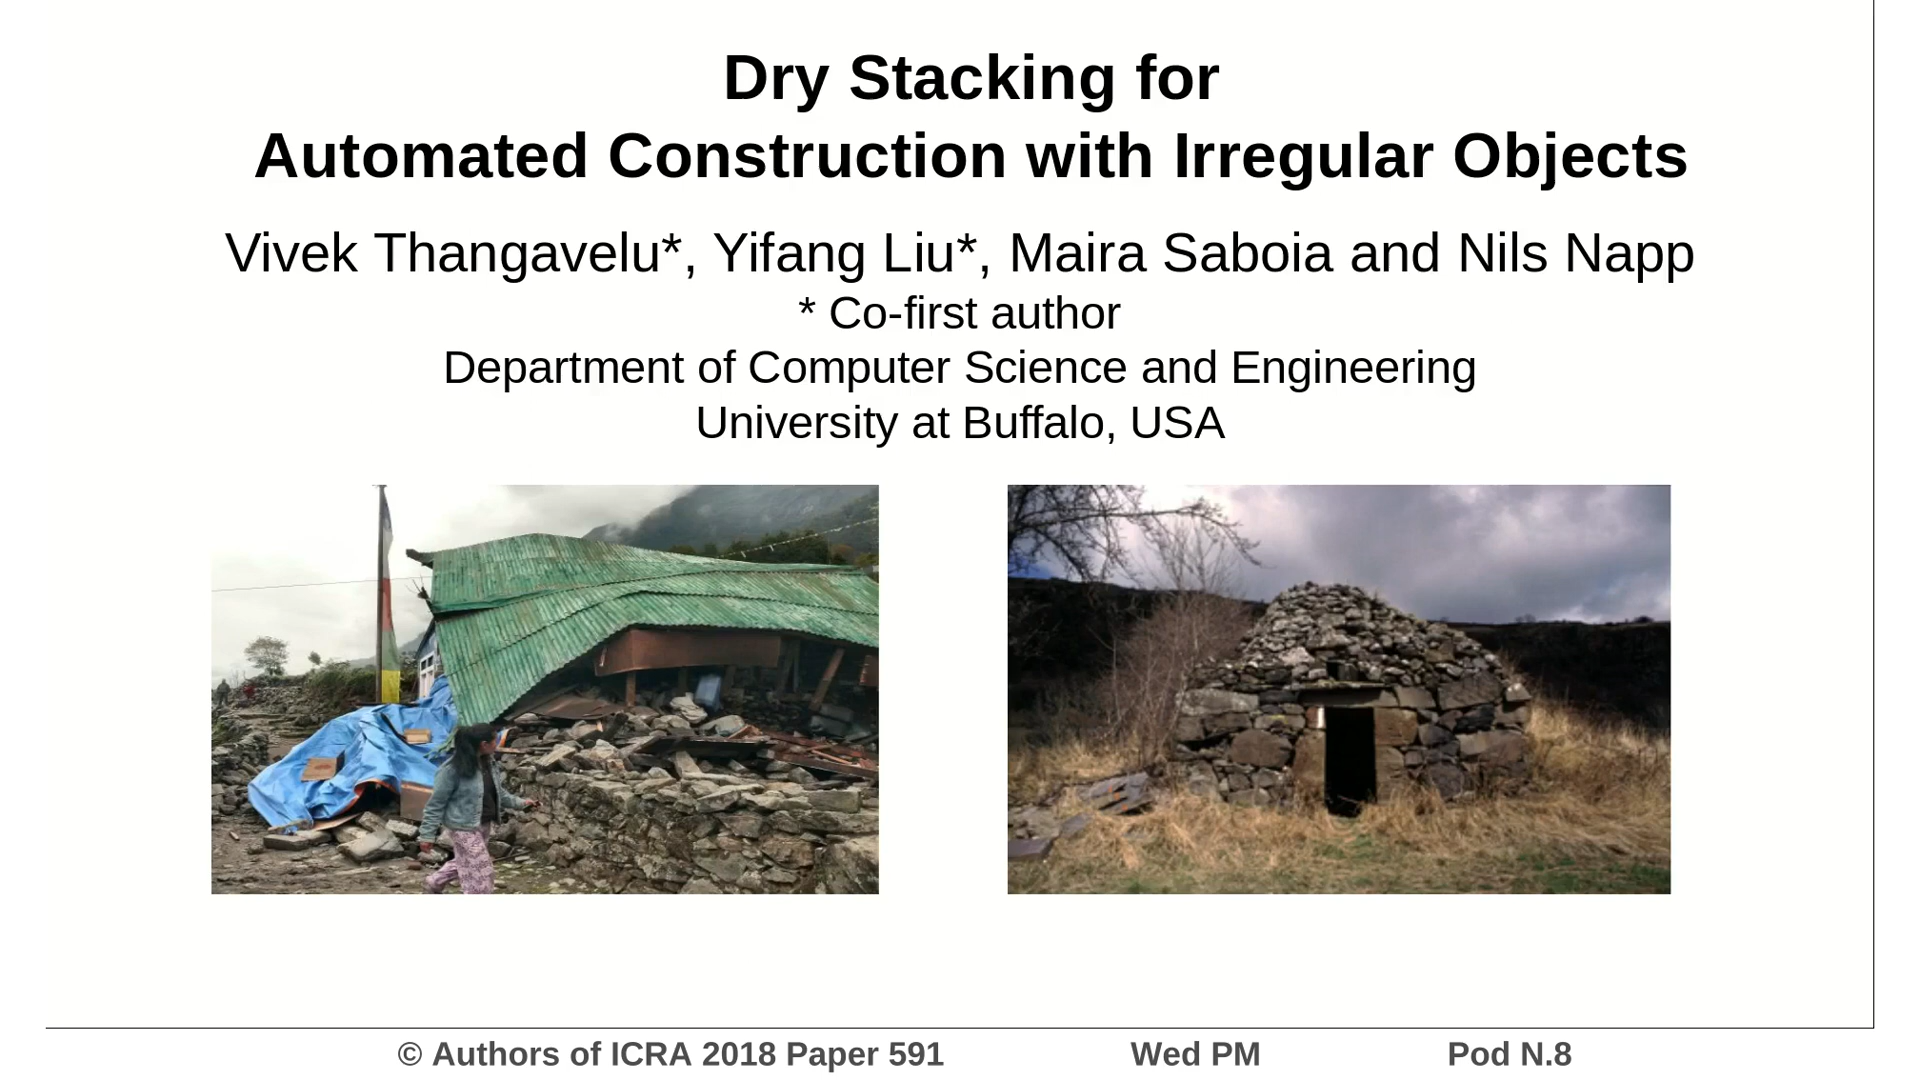 Dry Stacking for
Automated Construction with Irregular Objects
Vivek Thangavelu*, Yifang Liu*, Maira Saboia and Nils Napp
* Co-first author
Department of Computer Science and Engineering
University at Buffalo, USA
© Authors of ICRA 2018 Paper 591 Wed PM Pod N.8